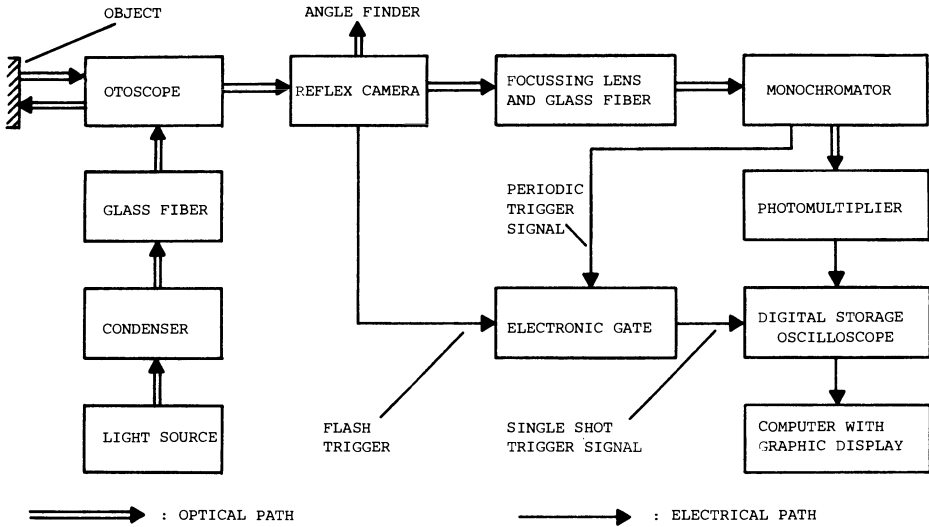 OBJECT
ANGLE FINDER
OTOSCOPE
REFLEX CAMERA
FOCUSSING LENS
AND GLASS FIBER
MONOCHROMATOR
GLASS FIBER
PERIODIC
TRIGGER
SIGNAL
PHOTOMULTIPLIER
CONDENSER
ELECTRONIC GATE
DIGITAL STORAGE
OSCILLOSCOPE
LIGHT SOURCE
FLASH
TRIGGER
SINGLE SHOT
TRIGGER SIGNAL
COMPUTER WITH
GRAPHIC DISPLAY
: OPTICAL PATH
: ELECTRICAL PATH